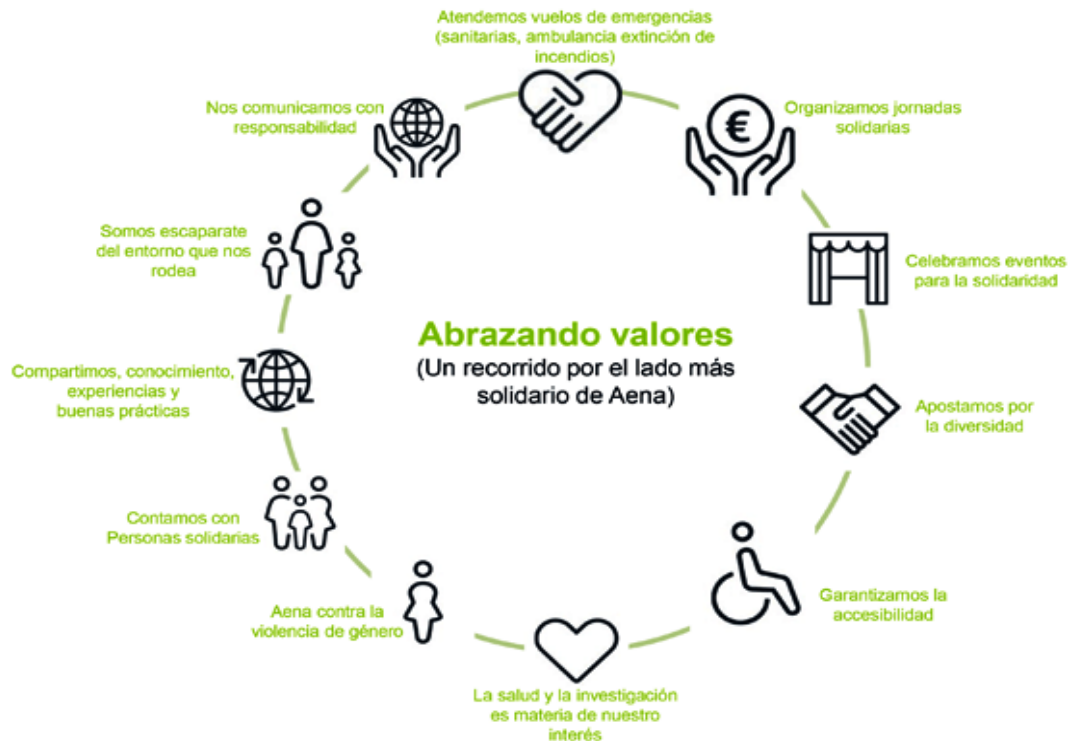 Atendemos vuelos de emergencias
(sanitarias, ambulancia extinción de
incendios)
Organizamos jornadas
solidarias
Celebramos eventos
para la solidaridad
Apostamos por
la diversidad
Garantizamos la
accesibilidad
La salud y la investigación
es materia de nuestro
interés
Aena contra la
violencia de género
Contamos con
Personas solidarias
Compartimos, conocimiento,
experiencias y
buenas prácticas
Somos escaparate
del entorno que nos
rodea
Nos comunicamos con
responsabilidad
€
Abrazando valores
(Un recorrido por el lado más
solidario de Aena)